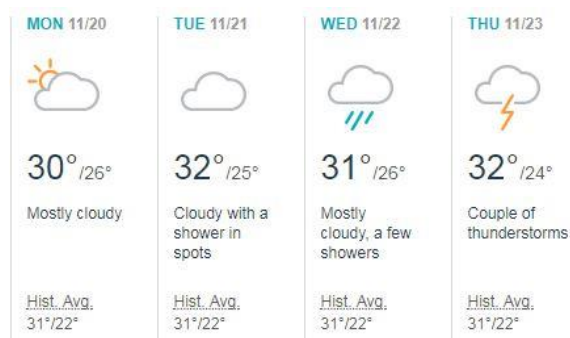 MON 11/20
30°/26°
Mostly cloudy
Hist. Avg.
31°/22°
TUE 11/21
32°/25°
Cloudy with a
shower in
spots
Hist. Avg.
31°/22°
WED 11/22
31°/26°
Mostly
cloudy, a few
showers
Hist. Avg.
31°/22°
THU 11/23
32°/24°
Couple of
thunderstorms
Hist. Avg.
31°/22°